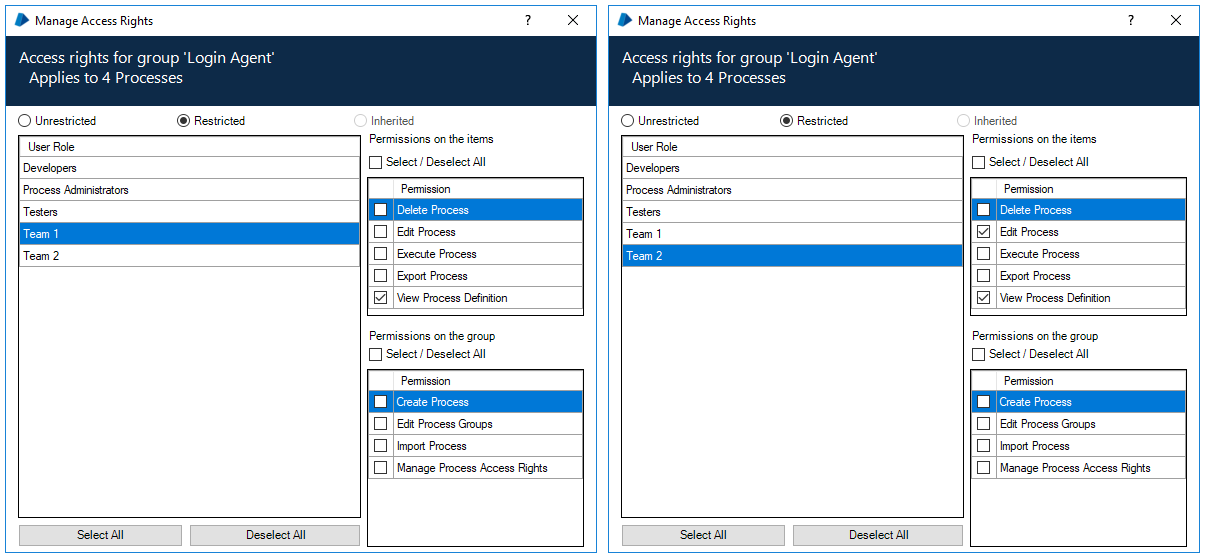 Manage Access Rights
?
Access rights for group 'Login Agent'
Applies to 4 Processes
Unrestricted
Restricted
Inherited
User Role
Developers
Process Administrators
Testers
Team 1
Team 2
Permissions on the items
Select / Deselect All
Permission
Delete Process
Edit Process
Execute Process
Export Process
View Process Definition
Permissions on the group
Select / Deselect All
Permission
Create Process
Edit Process Groups
Import Process
Manage Process Access Rights
Select All
Deselect All
Manage Access Rights
?
Access rights for group 'Login Agent'
Applies to 4 Processes
Unrestricted
Restricted
Inherited
User Role
Developers
Process Administrators
Testers
Team 1
Team 2
Permissions on the items
Select / Deselect All
Permission
Delete Process
Edit Process
Execute Process
Export Process
View Process Definition
Permissions on the group
Select / Deselect All
Permission
Create Process
Edit Process Groups
Import Process
Manage Process Access Rights
Select All
Deselect All